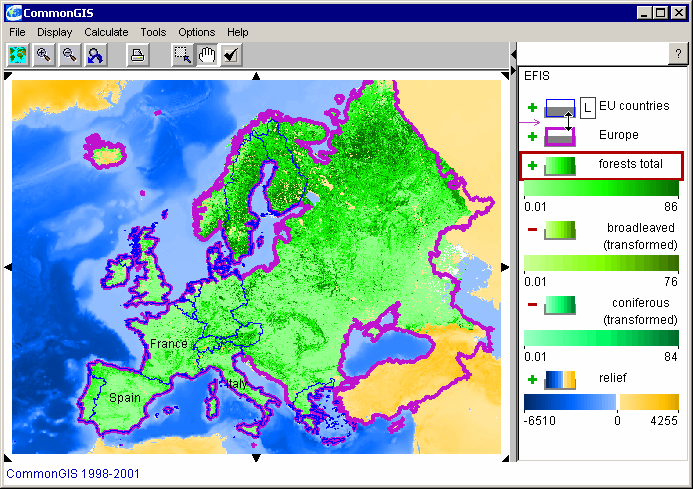 CommonGIS
File Display Calculate Tools Options Help
?
EFIS
L EU countries
Europe
forests total
0.01 86
broadleaved
(transformed)
0.01 76
coniferous
(transformed)
0.01 84
relief
-6510 0 4255
France
Spain
Italy
CommonGIS 1998-2001